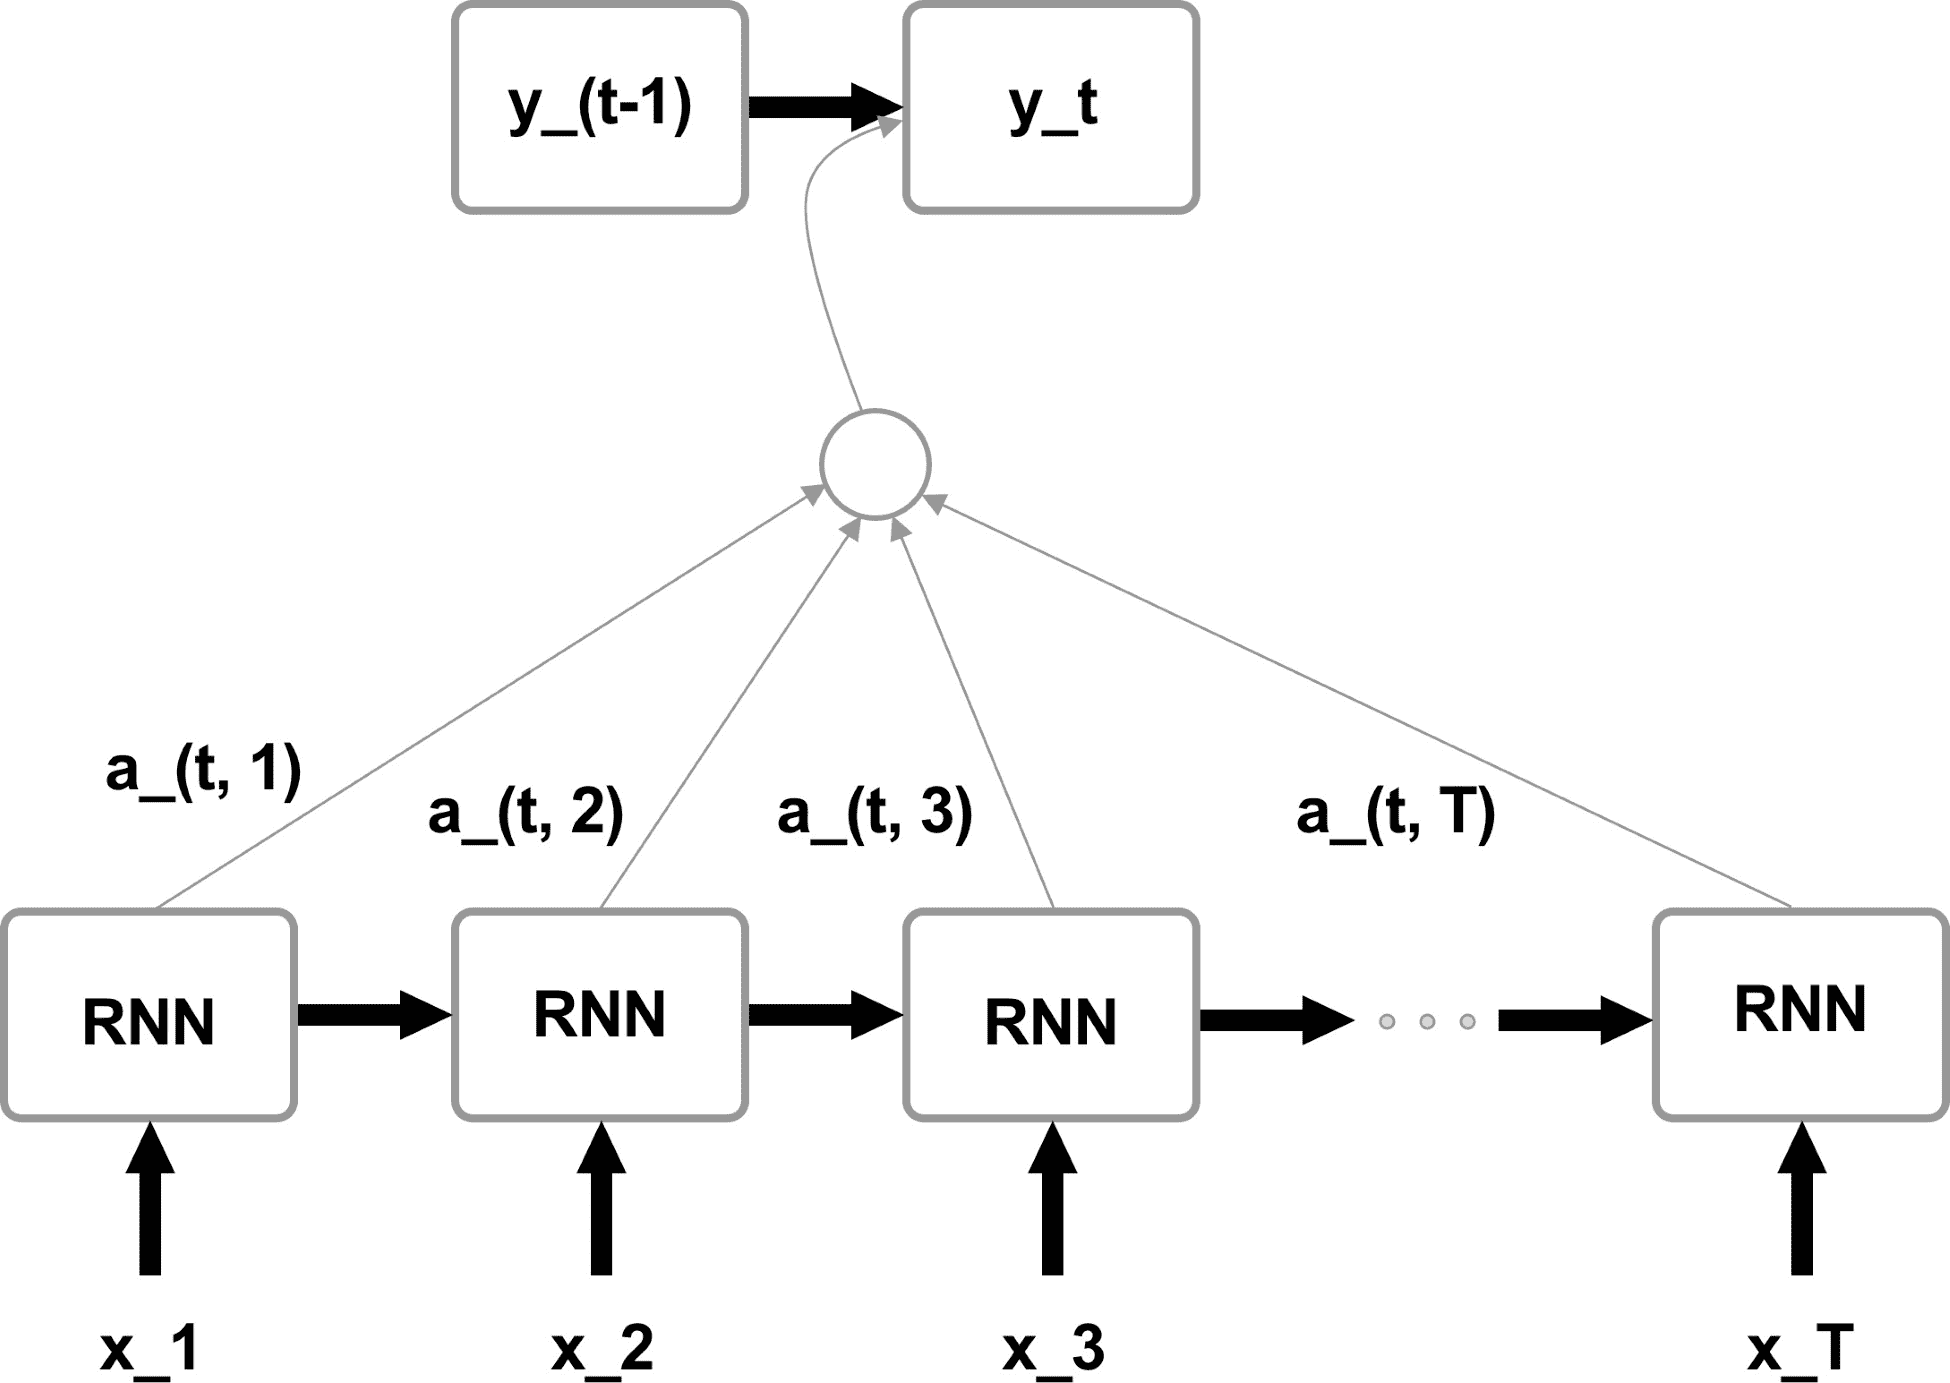 y_(t-1)
y_t
a_(t, 1)
a_(t, 2)
a_(t, 3)
a_(t, T)
RNN
RNN
RNN
RNN
x_1
x_2
x_3
x_T